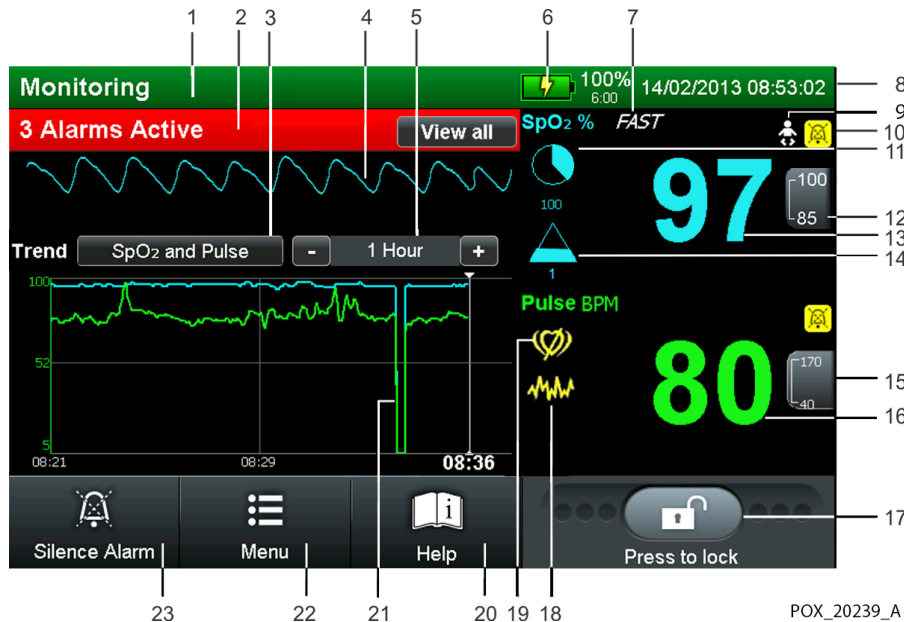 1 2 3 4 5 6 7
Monitoring 100% 6:00 14/02/2013 08:53:02 8
3 Alarms Active View all SpO2 % FAST 9
10
11
100 97 100
85 12
13
14
Trend SpO2 and Pulse - 1 Hour +
1
100
52
5
08:21 08:29 08:36
Pulse BPM
80 170
40 15
16
Silence Alarm Menu i Help Press to lock 17
23 22 21 20 19 18
POX_20239_A